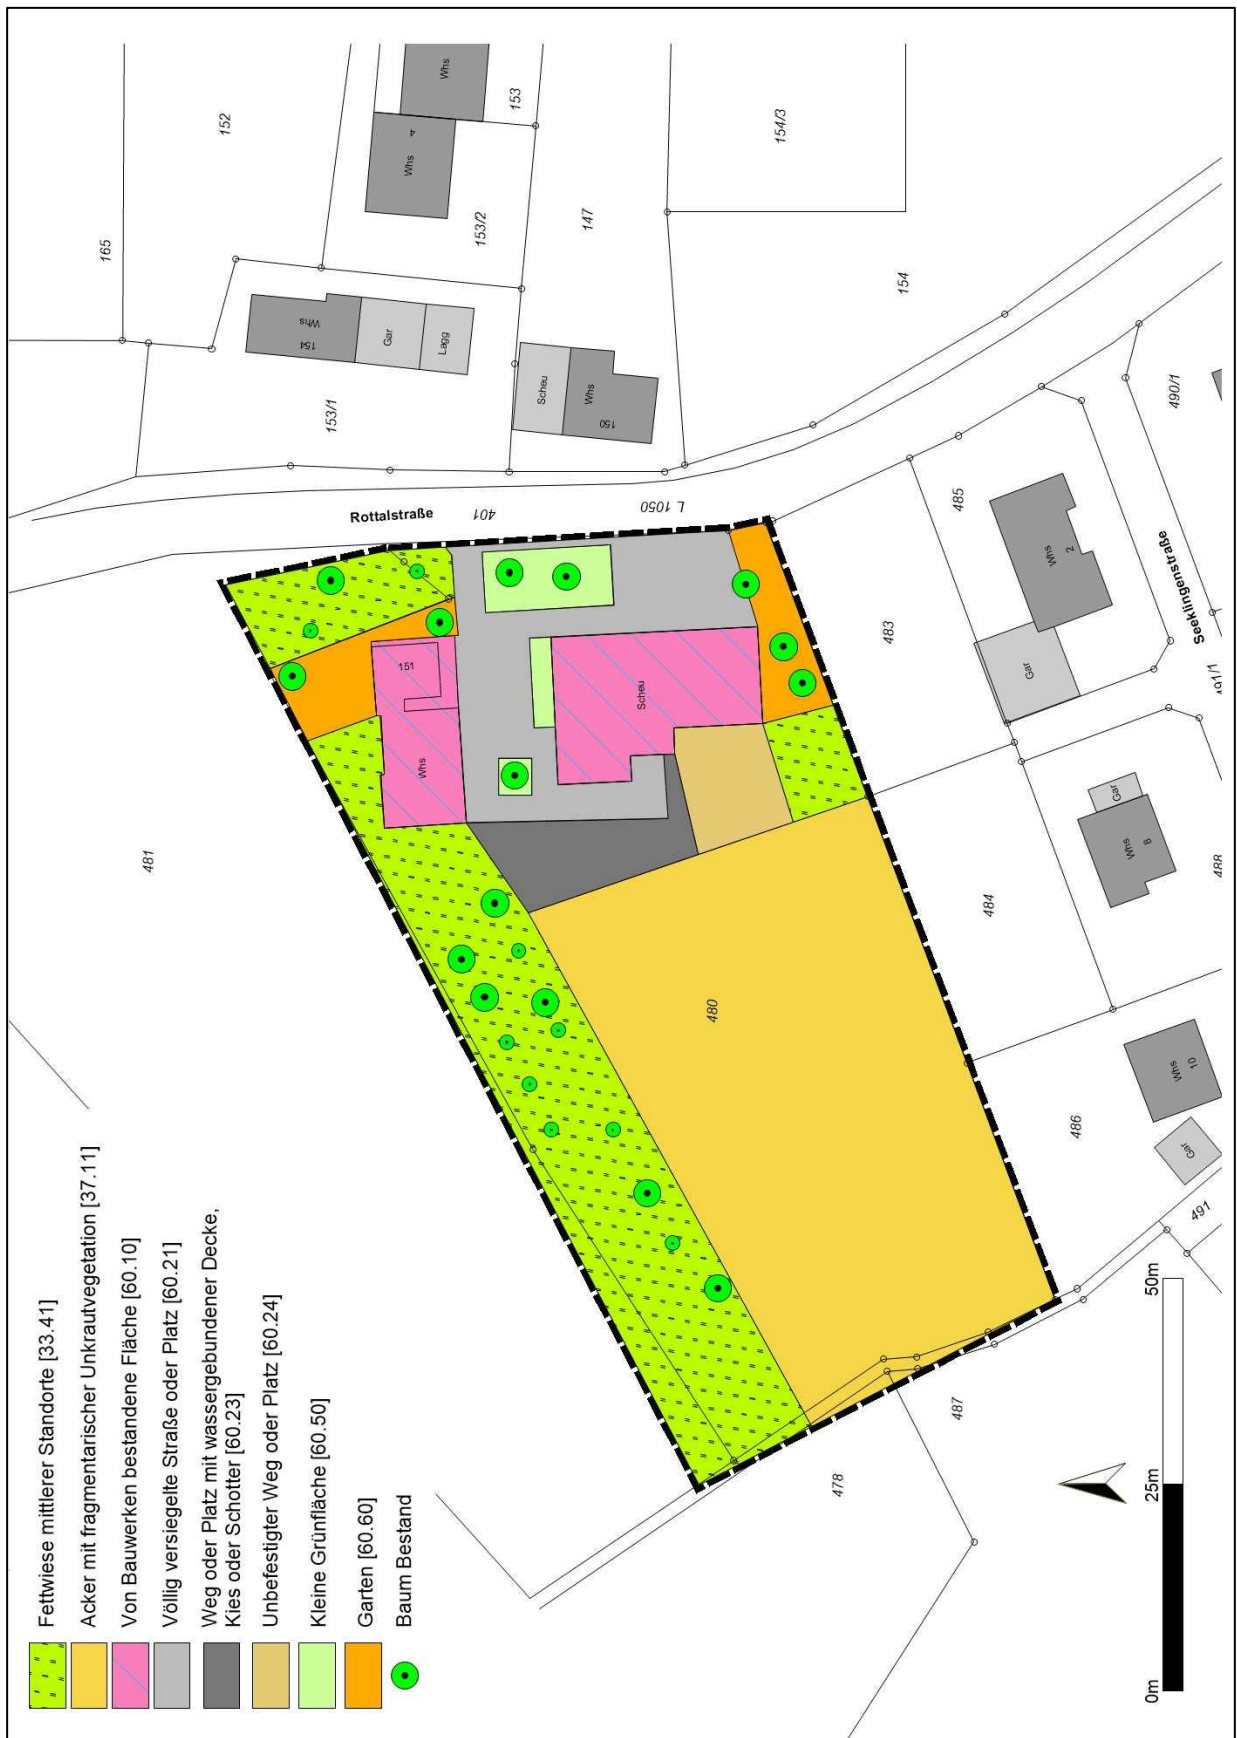 Fettwiese mittlerer Standorte [33.41]
Acker mit fragmentarischer Unkrautvegetation [37.11]
Von Bauwerken bestandene Fläche [60.10]
Völlig versiegelte Straße oder Platz [60.21]
Weg oder Platz mit wassergebundener Decke,
Kies oder Schotter [60.23]
Unbefestigter Weg oder Platz [60.24]
Kleine Grünfläche [60.50]
Garten [60.60]
Baum Bestand
0m
25m
50m
165
152
Whs
153
4
Whs
153/2
147
154/3
154
Whs
154
Gar
Lagg
153/1
Scheu
Whs
150
Rottalstraße
401
L 1050
151
Whs
Scheu
481
480
478
487
483
485
Whs
2
Gar
Seeklingenstraße
490/1
491/1
484
Gar
Whs
8
488
486
Whs
10
Gar
491